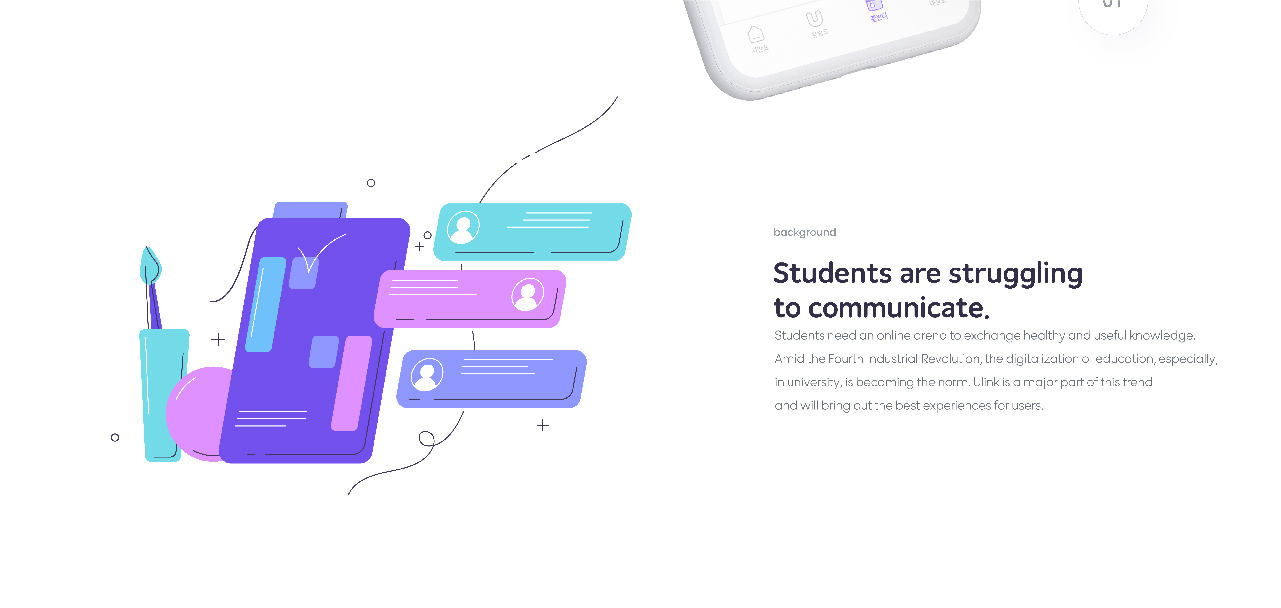 01
background
Students are struggling
to communicate.
Students need an online arena to exchange healthy and useful knowledge.
Amid the Fourth Industrial Revolution, the digitalization of education, especially,
in university, is becoming the norm. Ulink is a major part of this trend
and will bring out the best experiences for users.